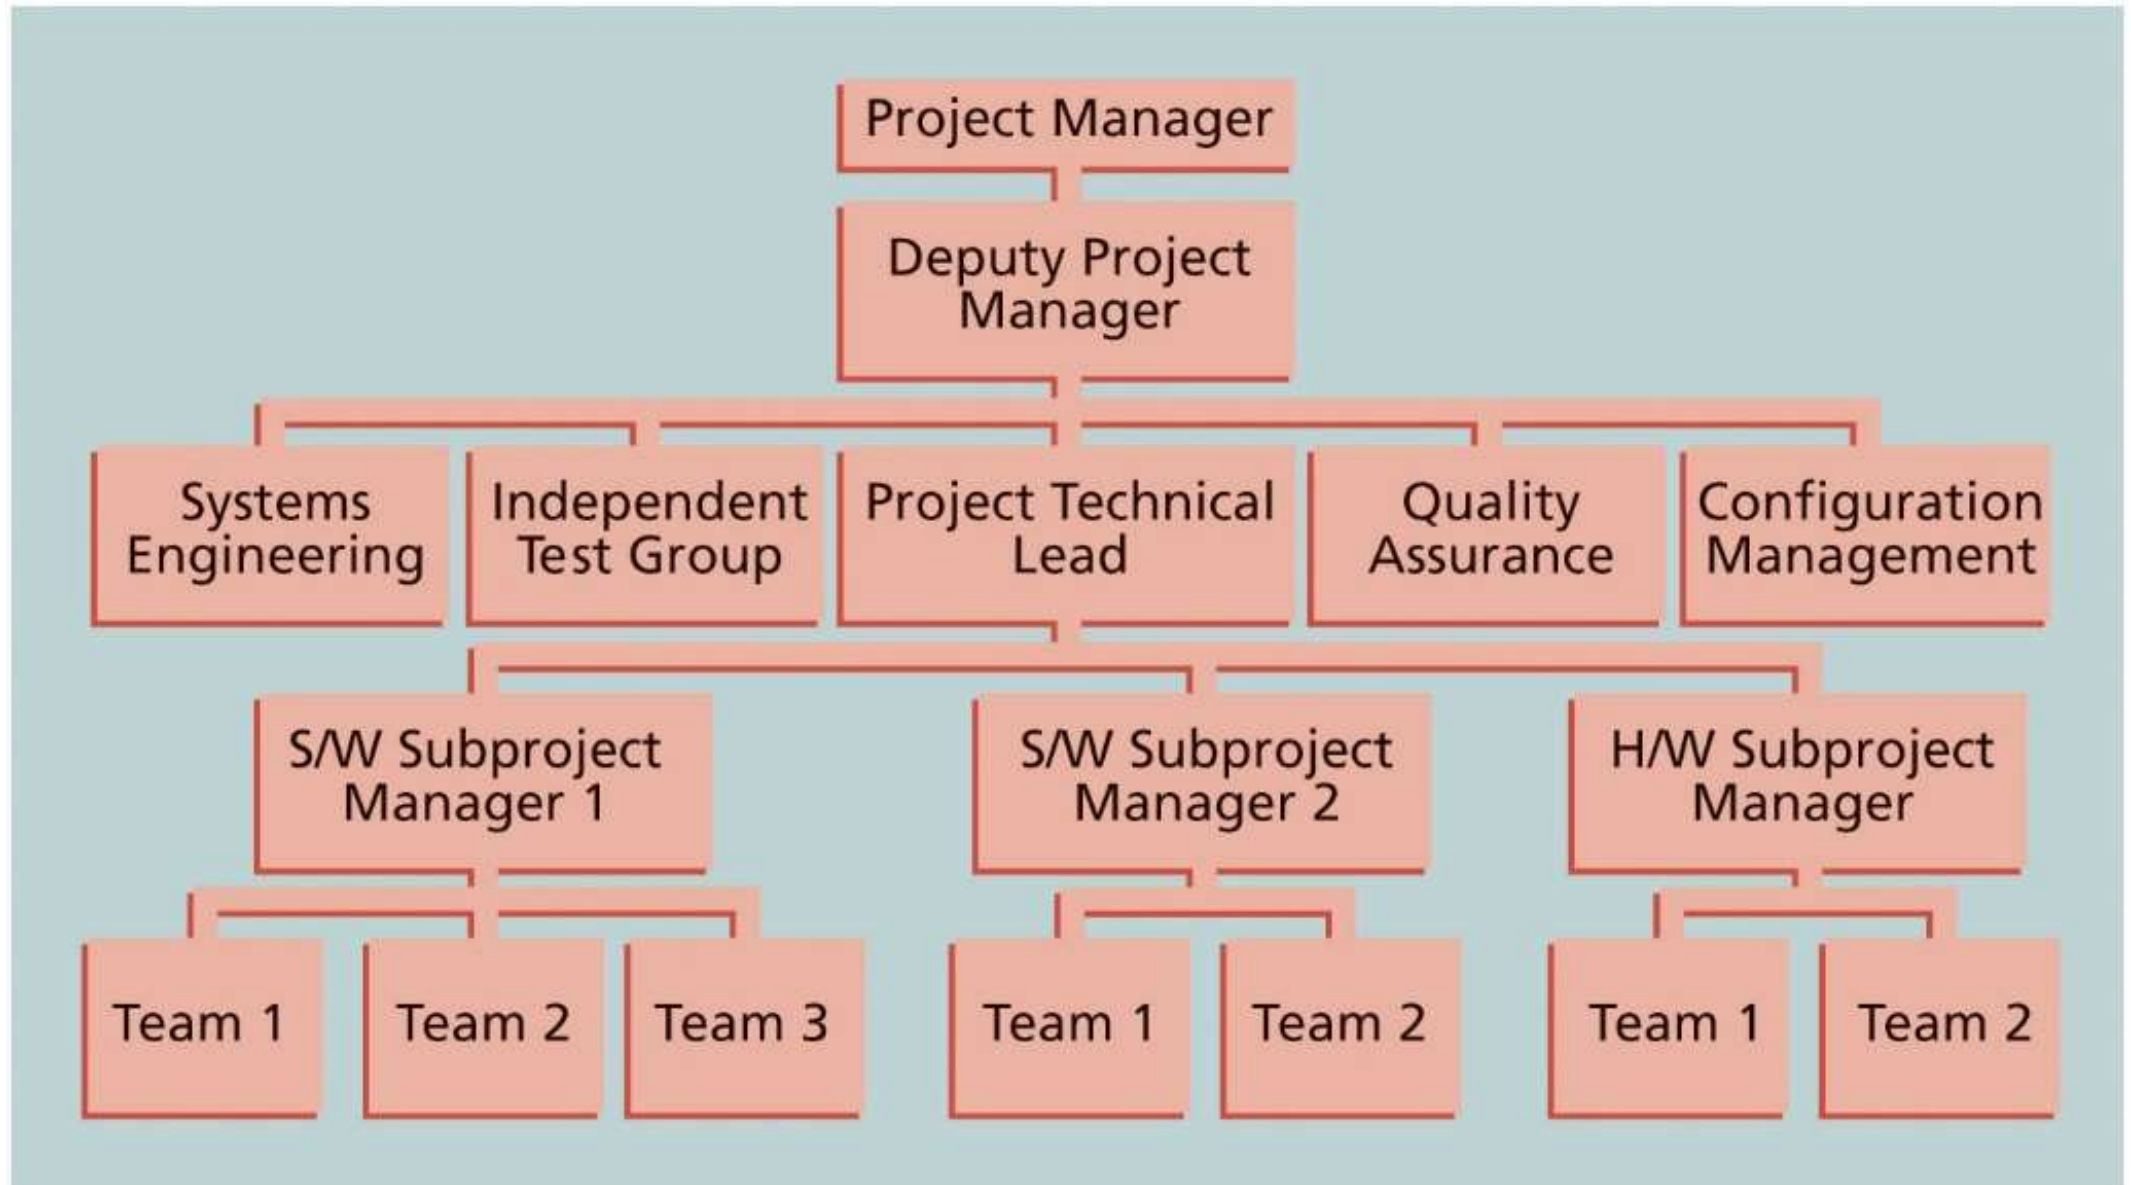 Project Manager
Deputy Project
Manager
Systems
Engineering
Independent
Test Group
Project Technical
Lead
Quality
Assurance
Configuration
Management
S/W Subproject
Manager 1
S/W Subproject
Manager 2
H/W Subproject
Manager
Team 1
Team 2
Team 3
Team 1
Team 2
Team 1
Team 2